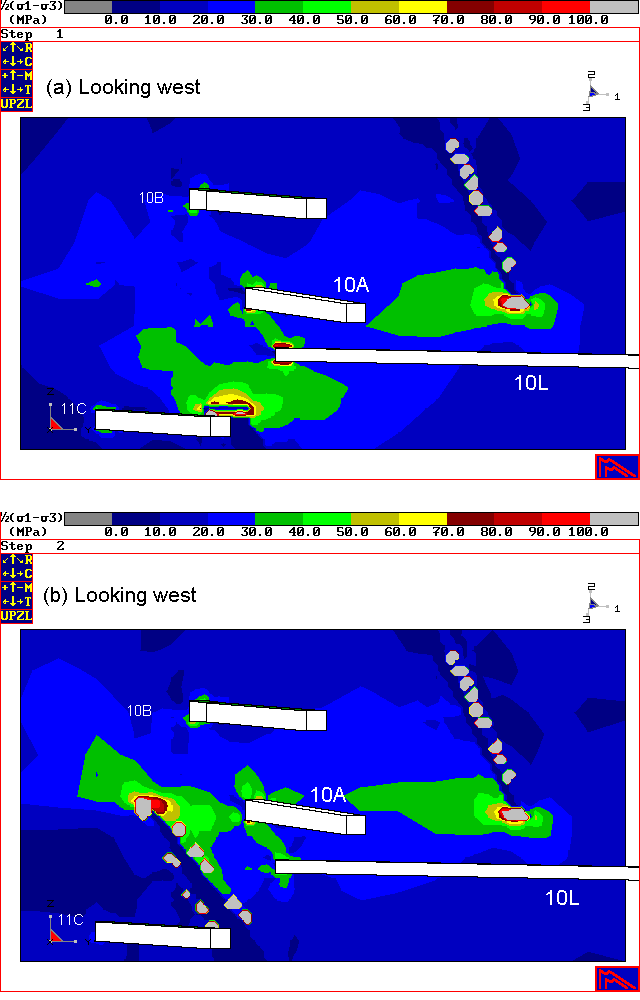 ½(σ1-σ3)
(MPa) 0.0 10.0 20.0 30.0 40.0 50.0 60.0 70.0 80.0 90.0 100.0
Step 1
↖↑↘R
←↓→C
+↑-M
←↓→T
UPZL
(a) Looking west
2
1
3
10B
10A
10L
11C
½(σ1-σ3)
(MPa) 0.0 10.0 20.0 30.0 40.0 50.0 60.0 70.0 80.0 90.0 100.0
Step 2
↖↑↘R
←↓→C
+↑-M
←↓→T
UPZL
(b) Looking west
2
1
3
10B
10A
10L
11C